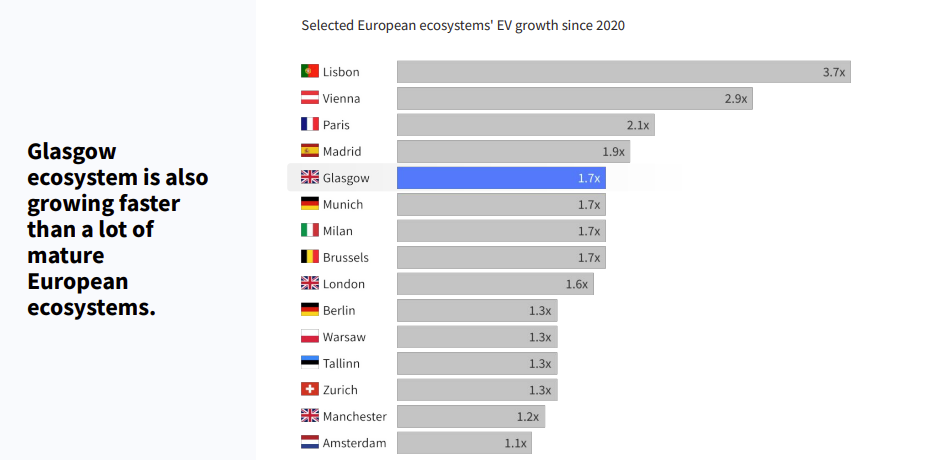 Selected European ecosystems' EV growth since 2020
Glasgow
ecosystem is also
growing faster
than a lot of
mature
European
ecosystems.
Lisbon 3.7x
Vienna 2.9x
Paris 2.1x
Madrid 1.9x
Glasgow 1.7x
Munich 1.7x
Milan 1.7x
Brussels 1.7x
London 1.6x
Berlin 1.3x
Warsaw 1.3x
Tallinn 1.3x
Zurich 1.3x
Manchester 1.2x
Amsterdam 1.1x